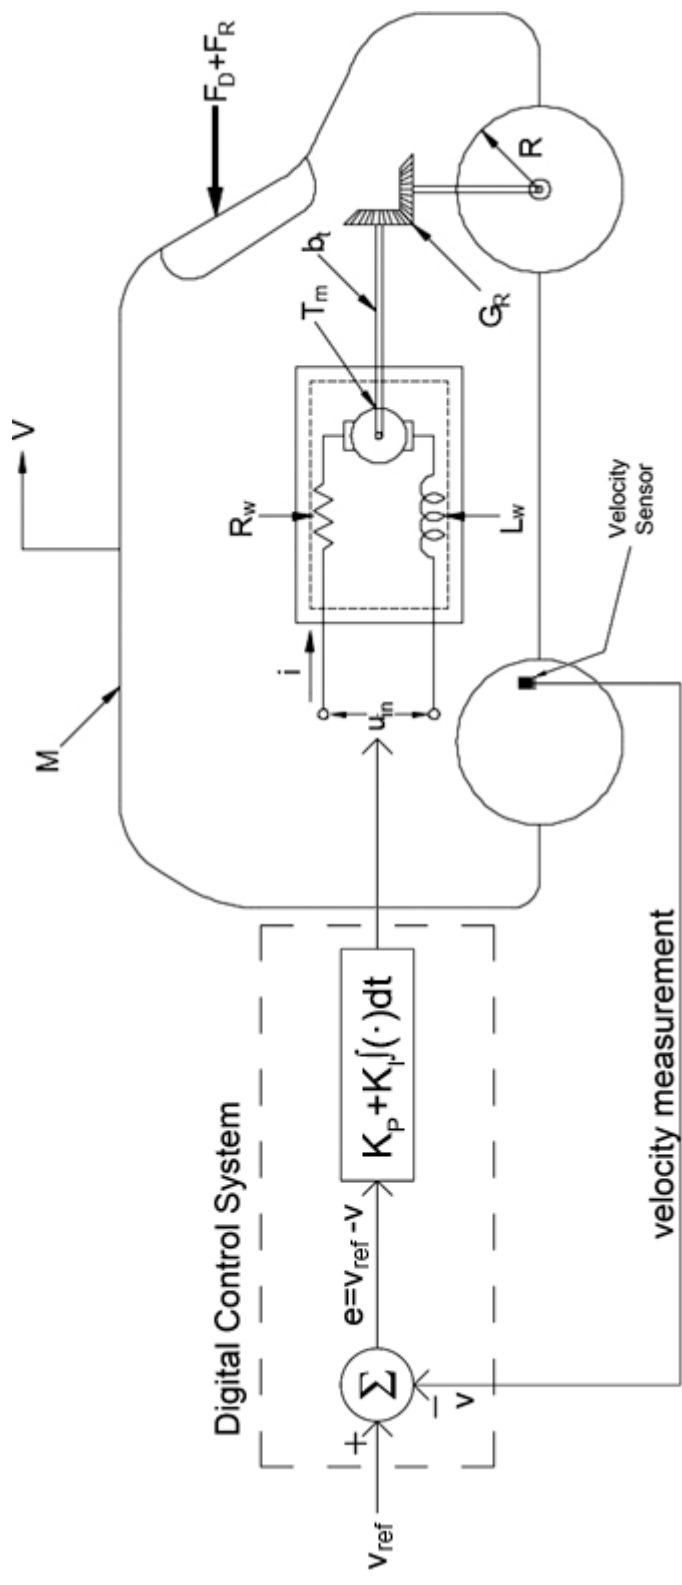 Digital Control System
v_ref
+
Σ
−
v
e=v_ref -v
K_P +K_I∫(·)dt
velocity measurement
M
V
F_D+F_R
i
u_in
R_w
L_w
T_m
b_t
G_R
R
Velocity
Sensor